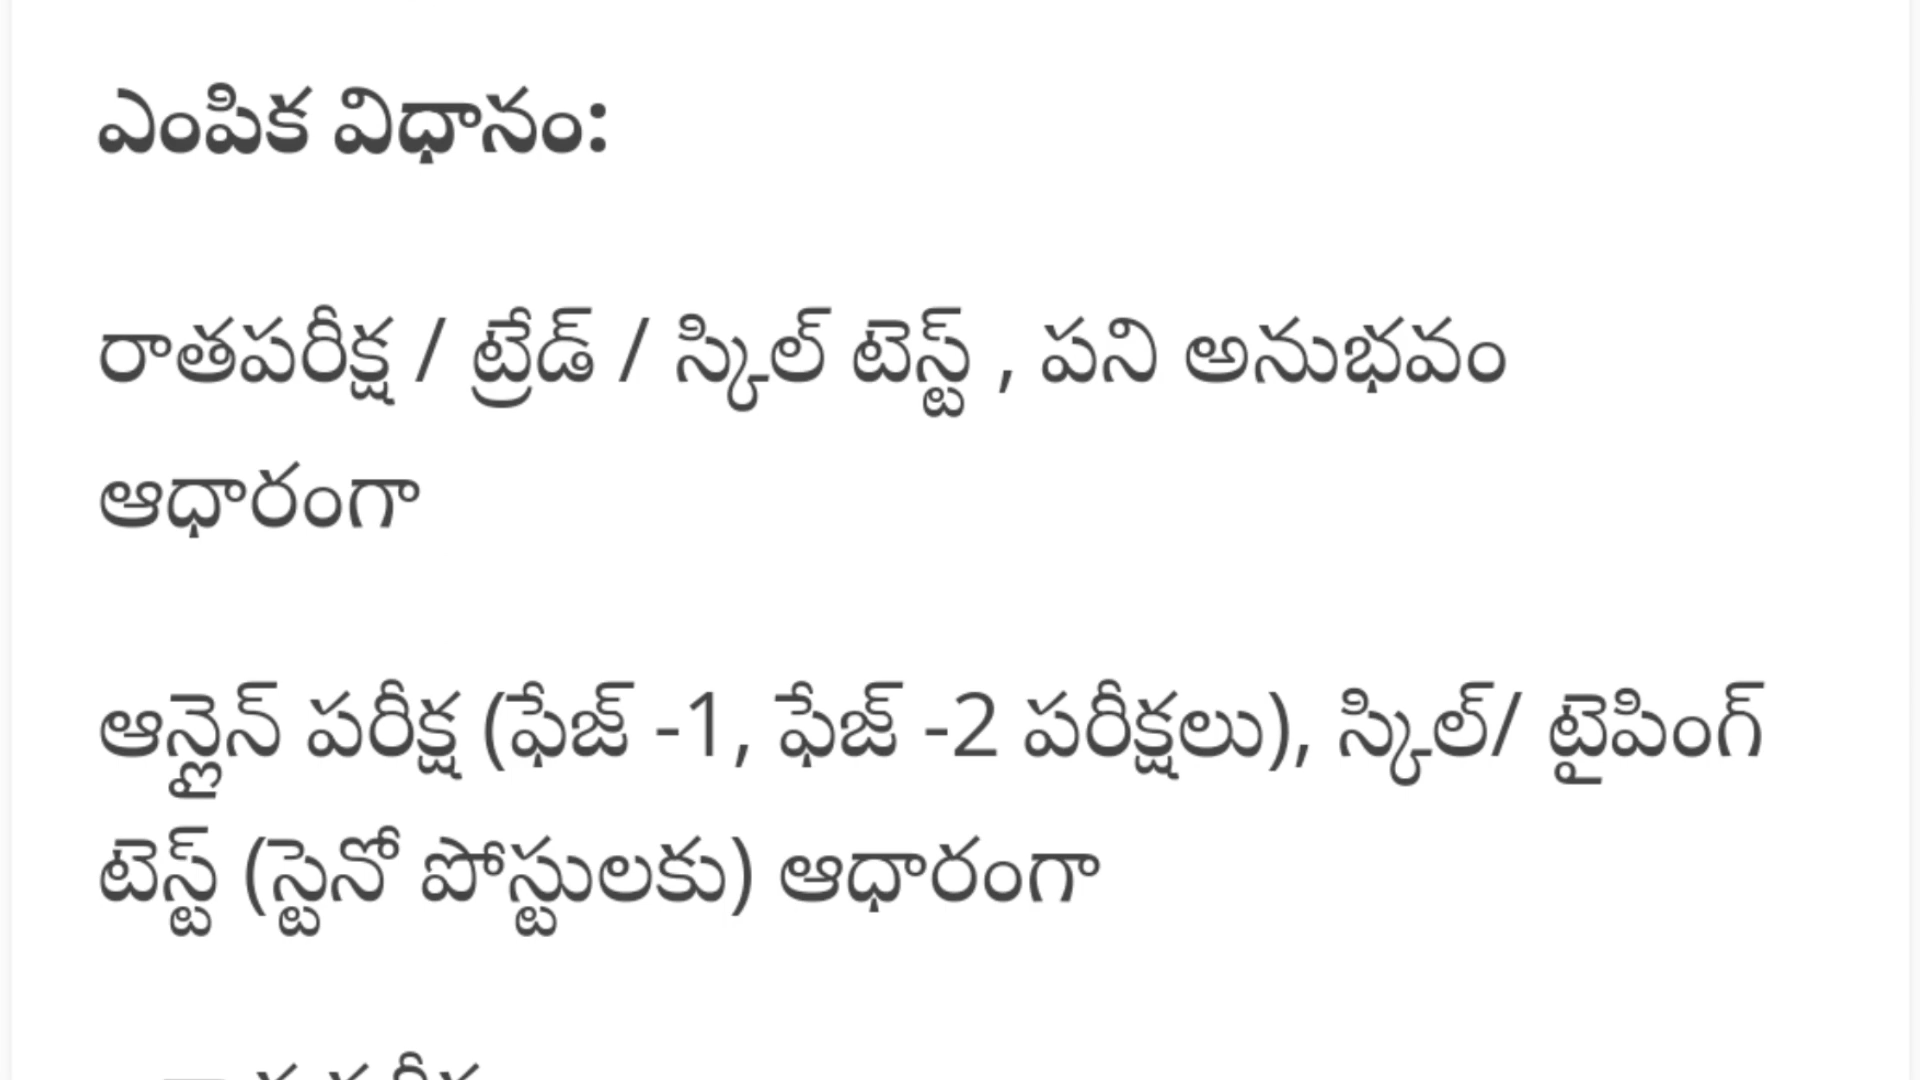 ఎంపిక విధానం:
రాతపరీక్ష / ట్రేడ్ / స్కిల్ టెస్ట్ , పని అనుభవం
ఆధారంగా
ఆన్లైన్ పరీక్ష (ఫేజ్ -1, ఫేజ్ -2 పరీక్షలు), స్కిల్/ టైపింగ్
టెస్ట్ (స్టెనో పోస్టులకు) ఆధారంగా